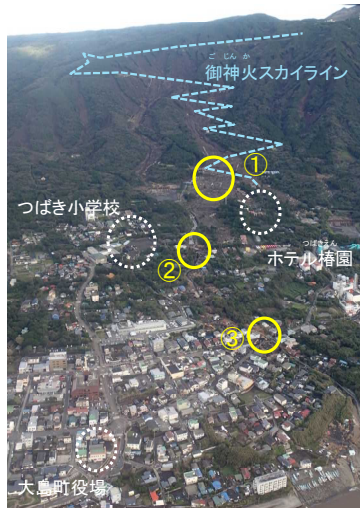 ごじんか
御神火スカイライン
①
つばき小学校
②
つばきえん
ホテル椿園
③
大島町役場